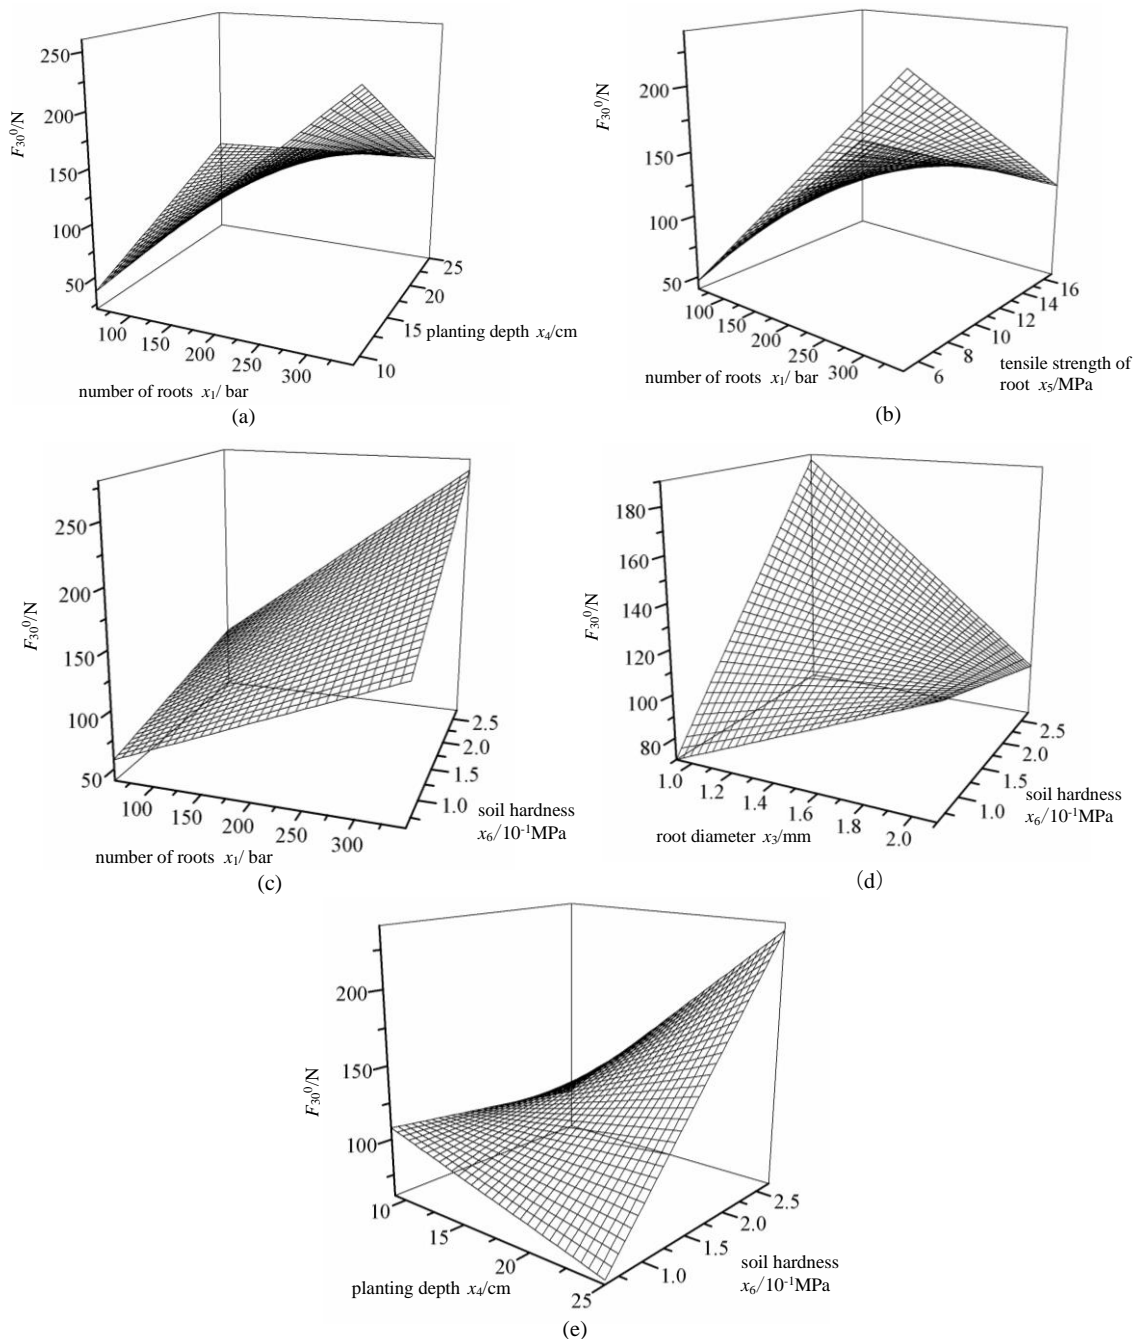 250
200
150
100
50
F₃₀⁰/N
100
150
200
250
300
number of roots x₁/ bar
10
15
20
25
planting depth x₄/cm
(a)
200
150
100
50
F₃₀⁰/N
100
150
200
250
300
number of roots x₁/ bar
6
8
10
12
14
16
tensile strength of
root x₅/MPa
(b)
250
200
150
100
50
F₃₀⁰/N
100
150
200
250
300
number of roots x₁/ bar
1.0
1.5
2.0
2.5
soil hardness
x₆/10⁻¹MPa
(c)
180
160
140
120
100
80
F₃₀⁰/N
1.0
1.2
1.4
1.6
1.8
2.0
root diameter x₃/mm
1.0
1.5
2.0
2.5
soil hardness
x₆/10⁻¹MPa
(d)
200
150
100
F₃₀⁰/N
10
15
20
25
planting depth x₄/cm
1.0
1.5
2.0
2.5
soil hardness
x₆/10⁻¹MPa
(e)